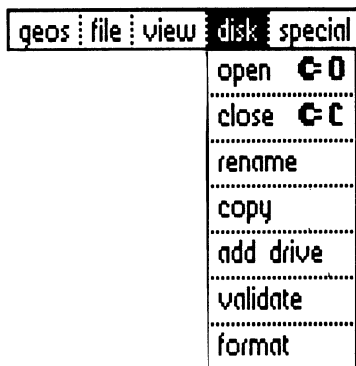 geos file view disk special
open C= O
close C= C
rename
copy
add drive
validate
format